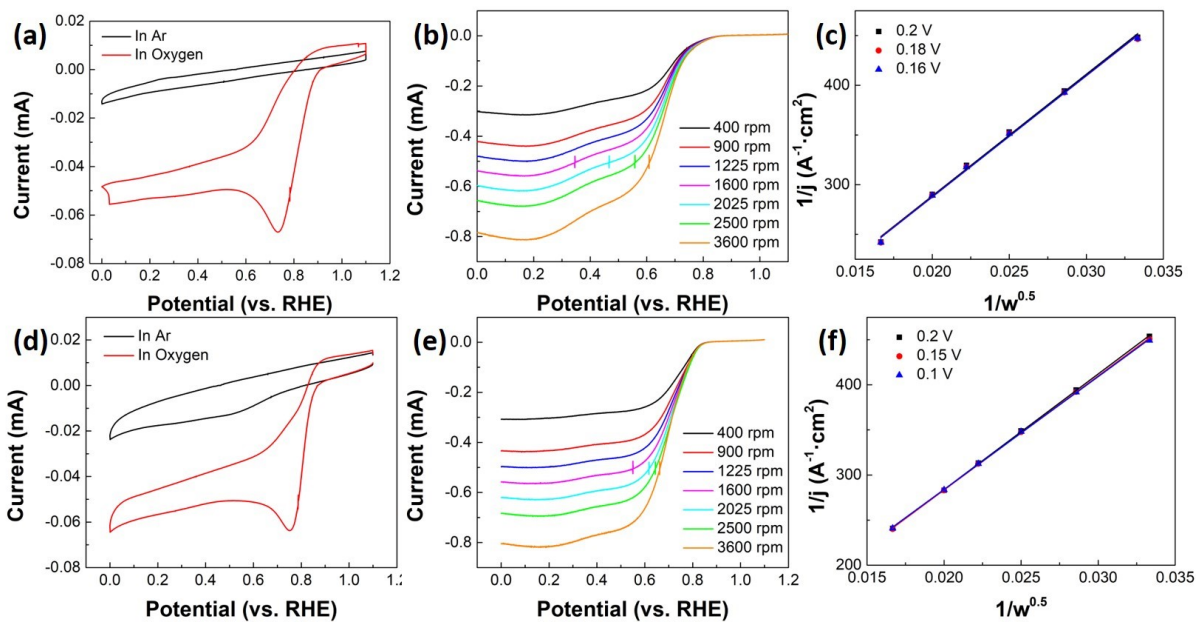 (a)
In Ar
In Oxygen
Current (mA)
0.02
0.00
-0.02
-0.04
-0.06
-0.08
0.0 0.2 0.4 0.6 0.8 1.0 1.2
Potential (vs. RHE)
(b)
Current (mA)
0.0
-0.2
-0.4
-0.6
-0.8
400 rpm
900 rpm
1225 rpm
1600 rpm
2025 rpm
2500 rpm
3600 rpm
0.0 0.2 0.4 0.6 0.8 1.0
Potential (vs. RHE)
(c)
0.2 V
0.18 V
0.16 V
1/j (A⁻¹·cm²)
400
300
0.015 0.020 0.025 0.030 0.035
1/w⁰·⁵
(d)
In Ar
In Oxygen
Current (mA)
0.02
0.00
-0.02
-0.04
-0.06
-0.08
0.0 0.2 0.4 0.6 0.8 1.0 1.2
Potential (vs. RHE)
(e)
Current (mA)
0.0
-0.2
-0.4
-0.6
-0.8
400 rpm
900 rpm
1225 rpm
1600 rpm
2025 rpm
2500 rpm
3600 rpm
0.0 0.2 0.4 0.6 0.8 1.0 1.2
Potential (vs. RHE)
(f)
0.2 V
0.15 V
0.1 V
1/j (A⁻¹·cm²)
400
300
200
0.015 0.020 0.025 0.030 0.035
1/w⁰·⁵